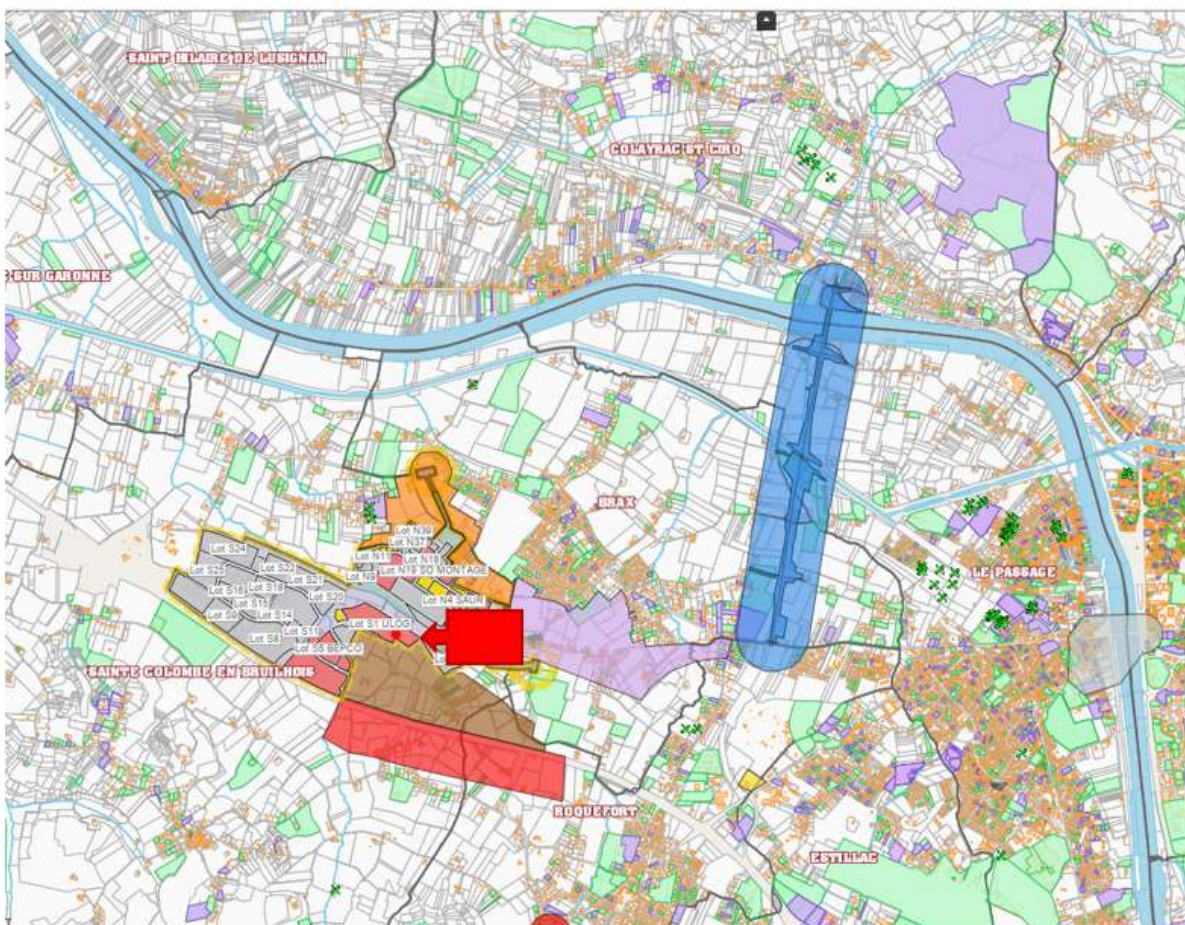 SAINT HILAIRE DE LUSIGNAN
COLAYRAC ST CIRQ
SUR GARONNE
BRAX
Lot N39
Lot N37
Lot N11
Lot N18
Lot N19 SO MONTAGE
Lot N9
Lot N4 SAUR
LE PASSAGE
Lot S24
Lot S22
Lot S25
Lot S21
Lot S18
Lot S16
Lot S20
Lot S15
Lot S9
Lot S14
Lot S1 ULOG
Lot S11
Lot S8
Lot S5 BEPCO
SAINTE COLOMBE EN BRUILHOIS
ROQUEFORT
ESTILLAC